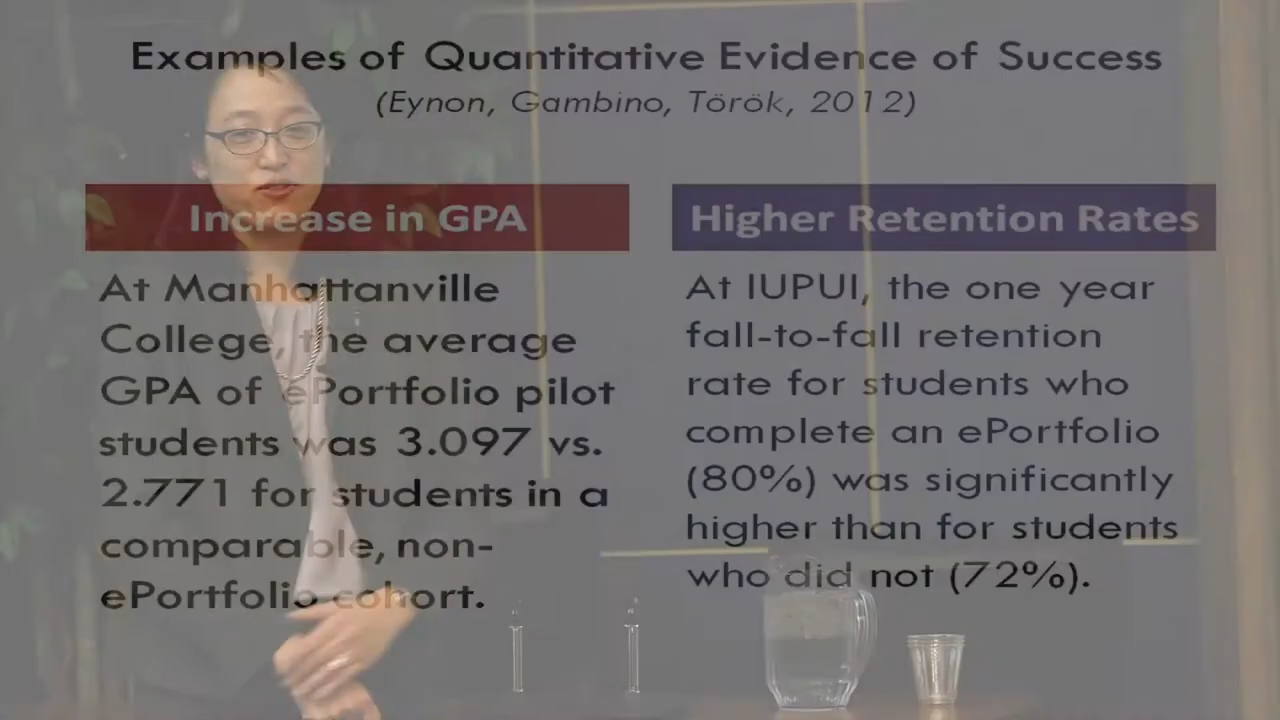 Examples of Quantitative Evidence of Success
(Eynon, Gambino, Török, 2012)
Increase in GPA
At Manhattanville
College, the average
GPA of ePortfolio pilot
students was 3.097 vs.
2.771 for students in a
comparable, non-
ePortfolio cohort.
Higher Retention Rates
At IUPUI, the one year
fall-to-fall retention
rate for students who
complete an ePortfolio
(80%) was significantly
higher than for students
who did not (72%).